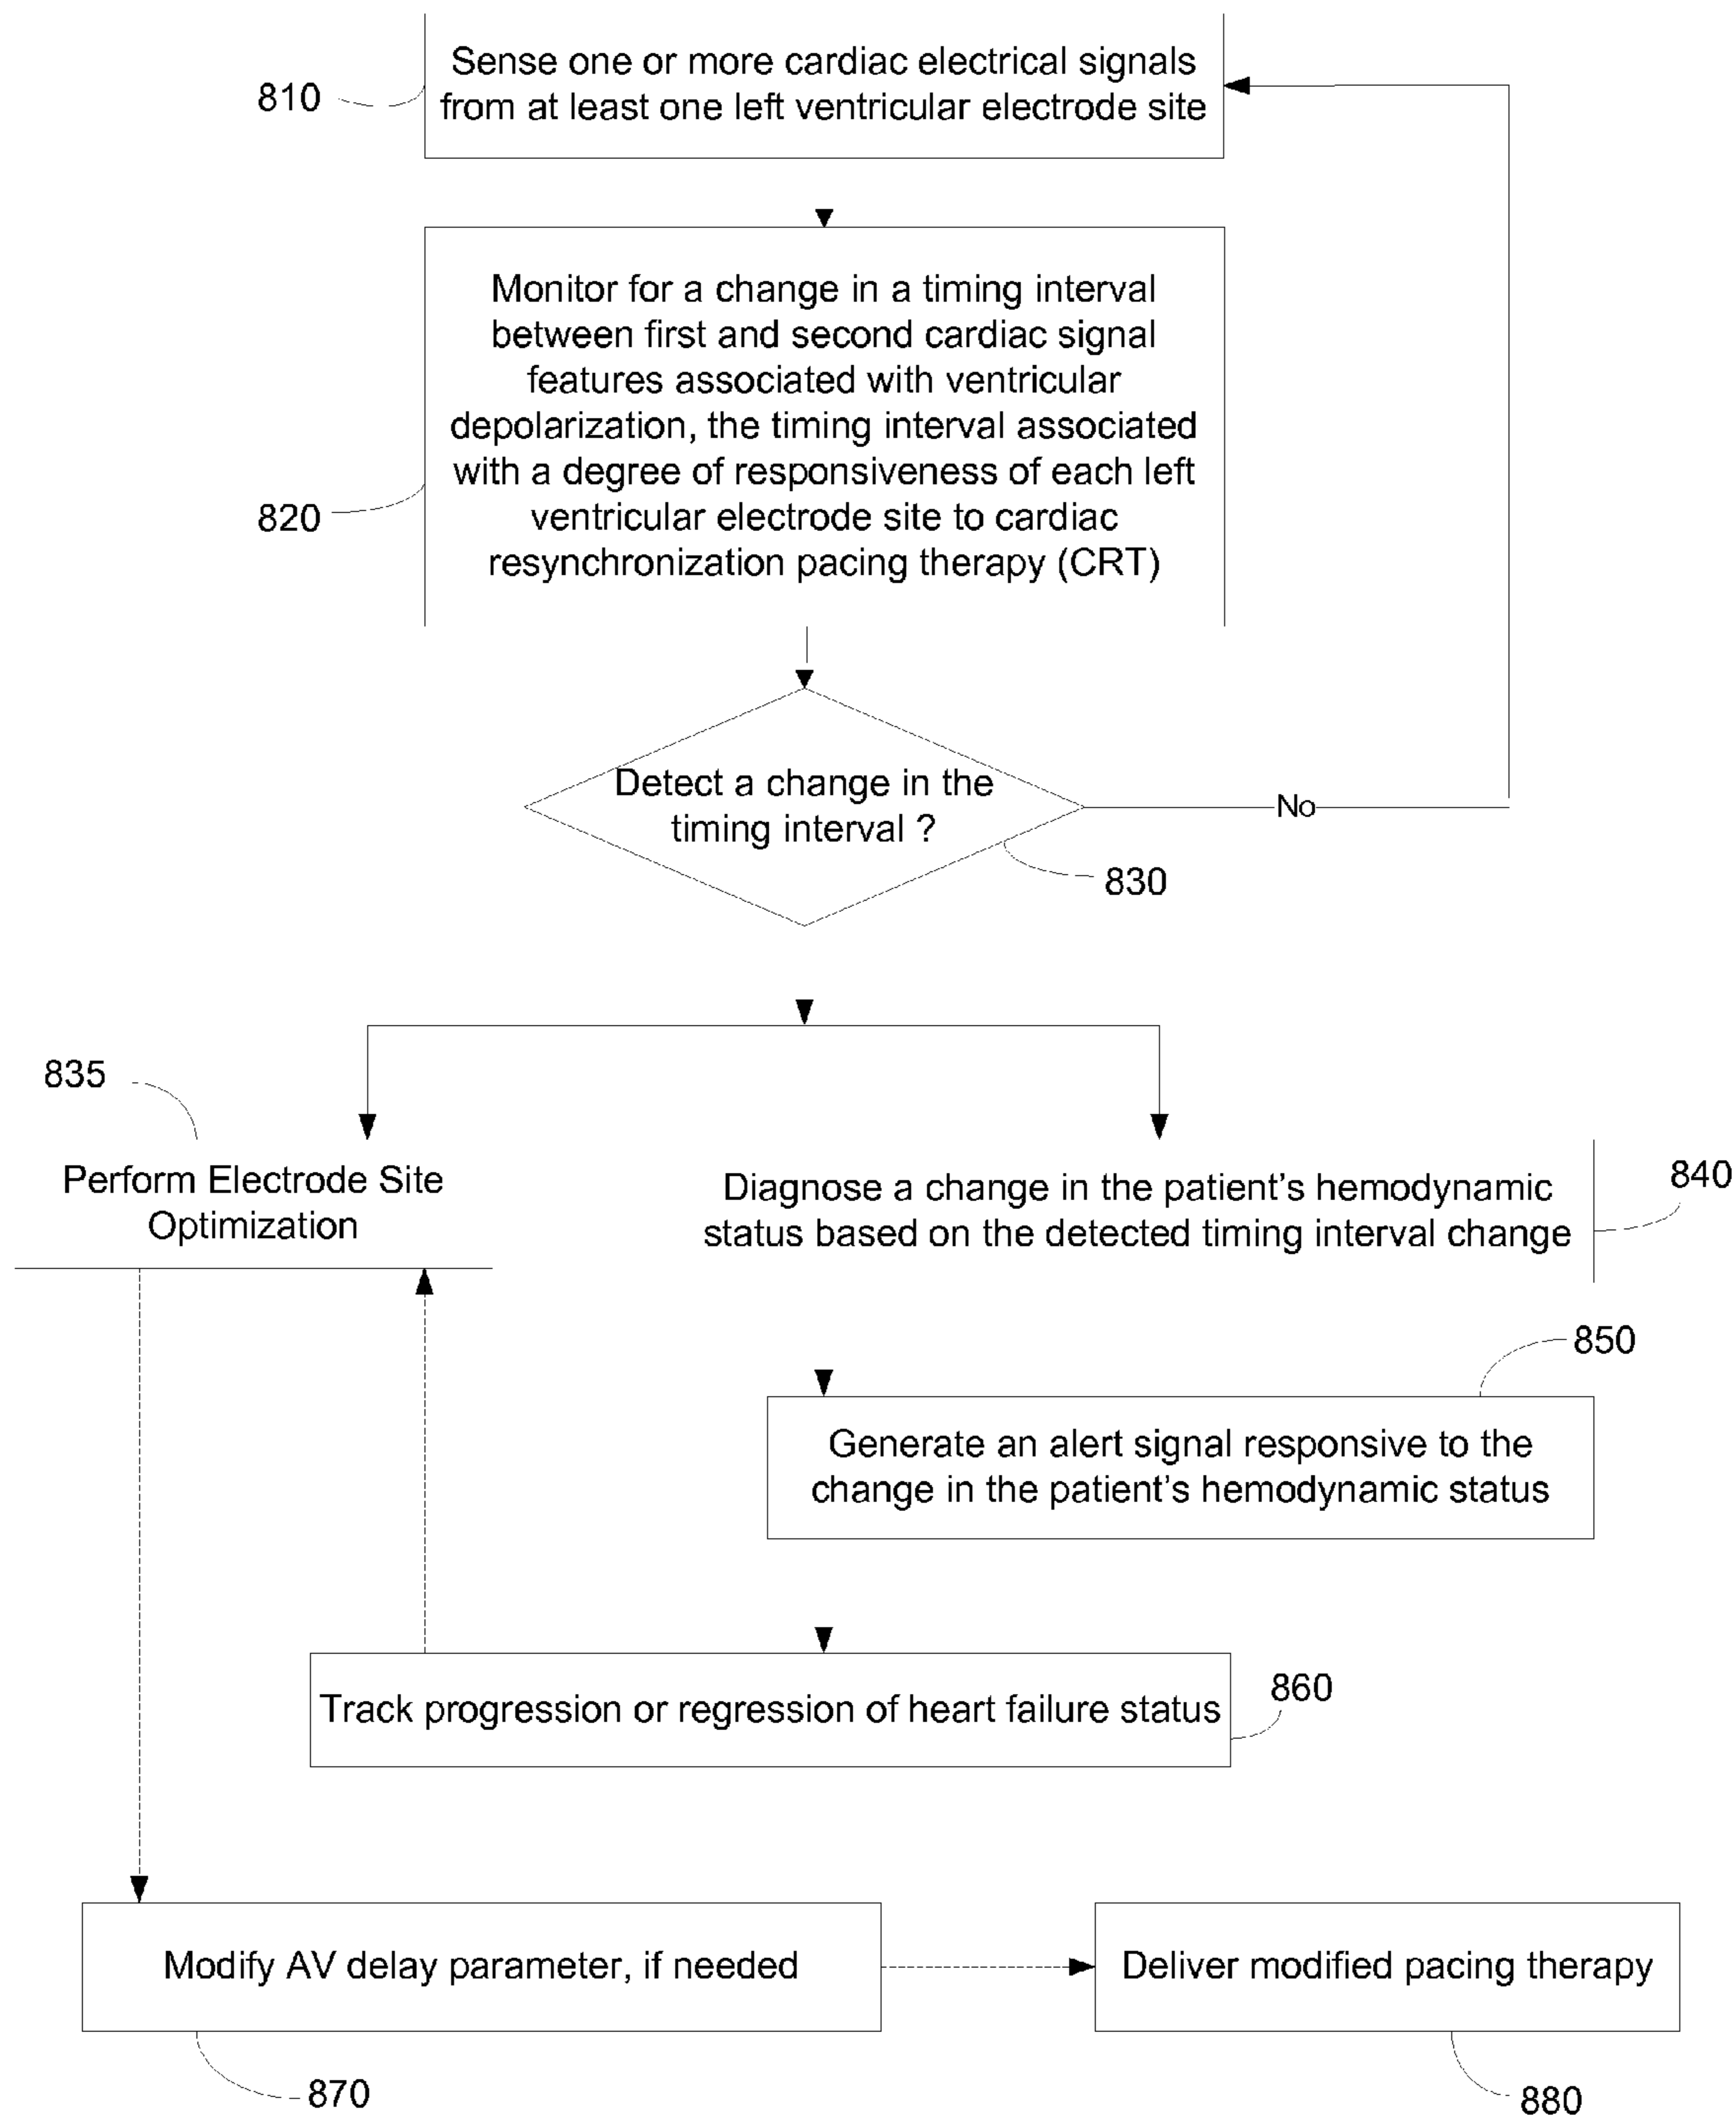 Sense one or more cardiac electrical signals
from at least one left ventricular electrode site
810
Monitor for a change in a timing interval
between first and second cardiac signal
features associated with ventricular
depolarization, the timing interval associated
with a degree of responsiveness of each left
ventricular electrode site to cardiac
resynchronization pacing therapy (CRT)
820
Detect a change in the
timing interval ?
No
830
835
Perform Electrode Site
Optimization
Diagnose a change in the patient's hemodynamic
status based on the detected timing interval change
840
850
Generate an alert signal responsive to the
change in the patient's hemodynamic status
Track progression or regression of heart failure status
860
Modify AV delay parameter, if needed
Deliver modified pacing therapy
870
880